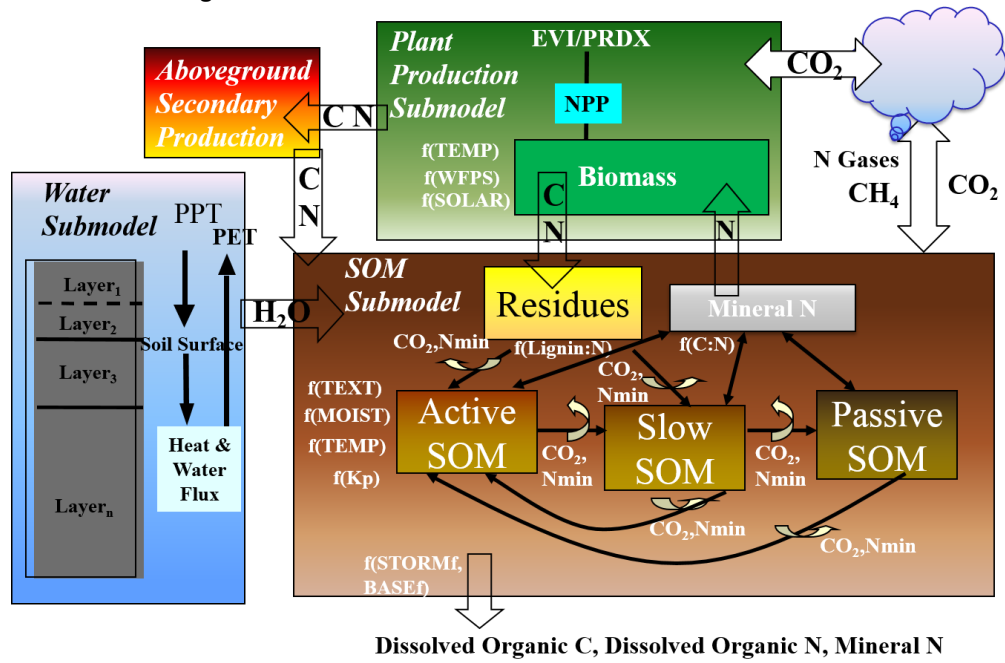 Plant
Production
Submodel
EVI/PRDX
NPP
f(TEMP)
f(WFPS)
f(SOLAR)
Biomass
CO2
N Gases
CH4
CO2
Aboveground
Secondary
Production
C N
C
N
C
N
N
Water
Submodel
PPT
PET
Layer1
Layer2
Soil Surface
Layer3
Heat &
Water
Flux
Layern
H2O
SOM
Submodel
Residues
Mineral N
CO2,Nmin
f(Lignin:N)
CO2,
Nmin
f(C:N)
f(TEXT)
f(MOIST)
f(TEMP)
f(Kp)
Active
SOM
CO2,
Nmin
Slow
SOM
CO2,
Nmin
Passive
SOM
CO2,Nmin
CO2,Nmin
f(STORMf,
BASEf)
Dissolved Organic C, Dissolved Organic N, Mineral N